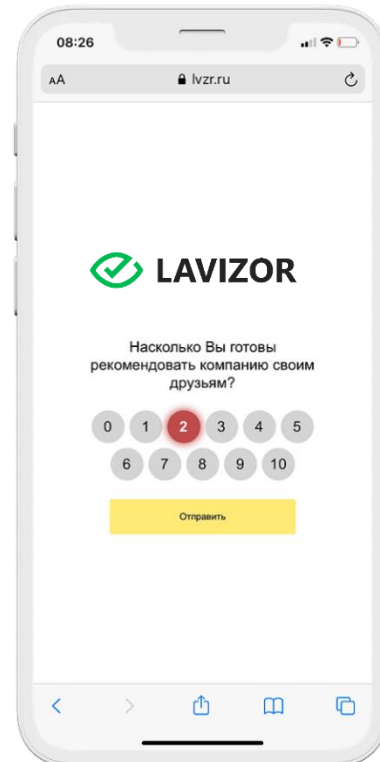 08:26
AA lvzr.ru
LAVIZOR
Насколько Вы готовы
рекомендовать компанию своим
друзьям?
0 1 2 3 4 5
6 7 8 9 10
Отправить